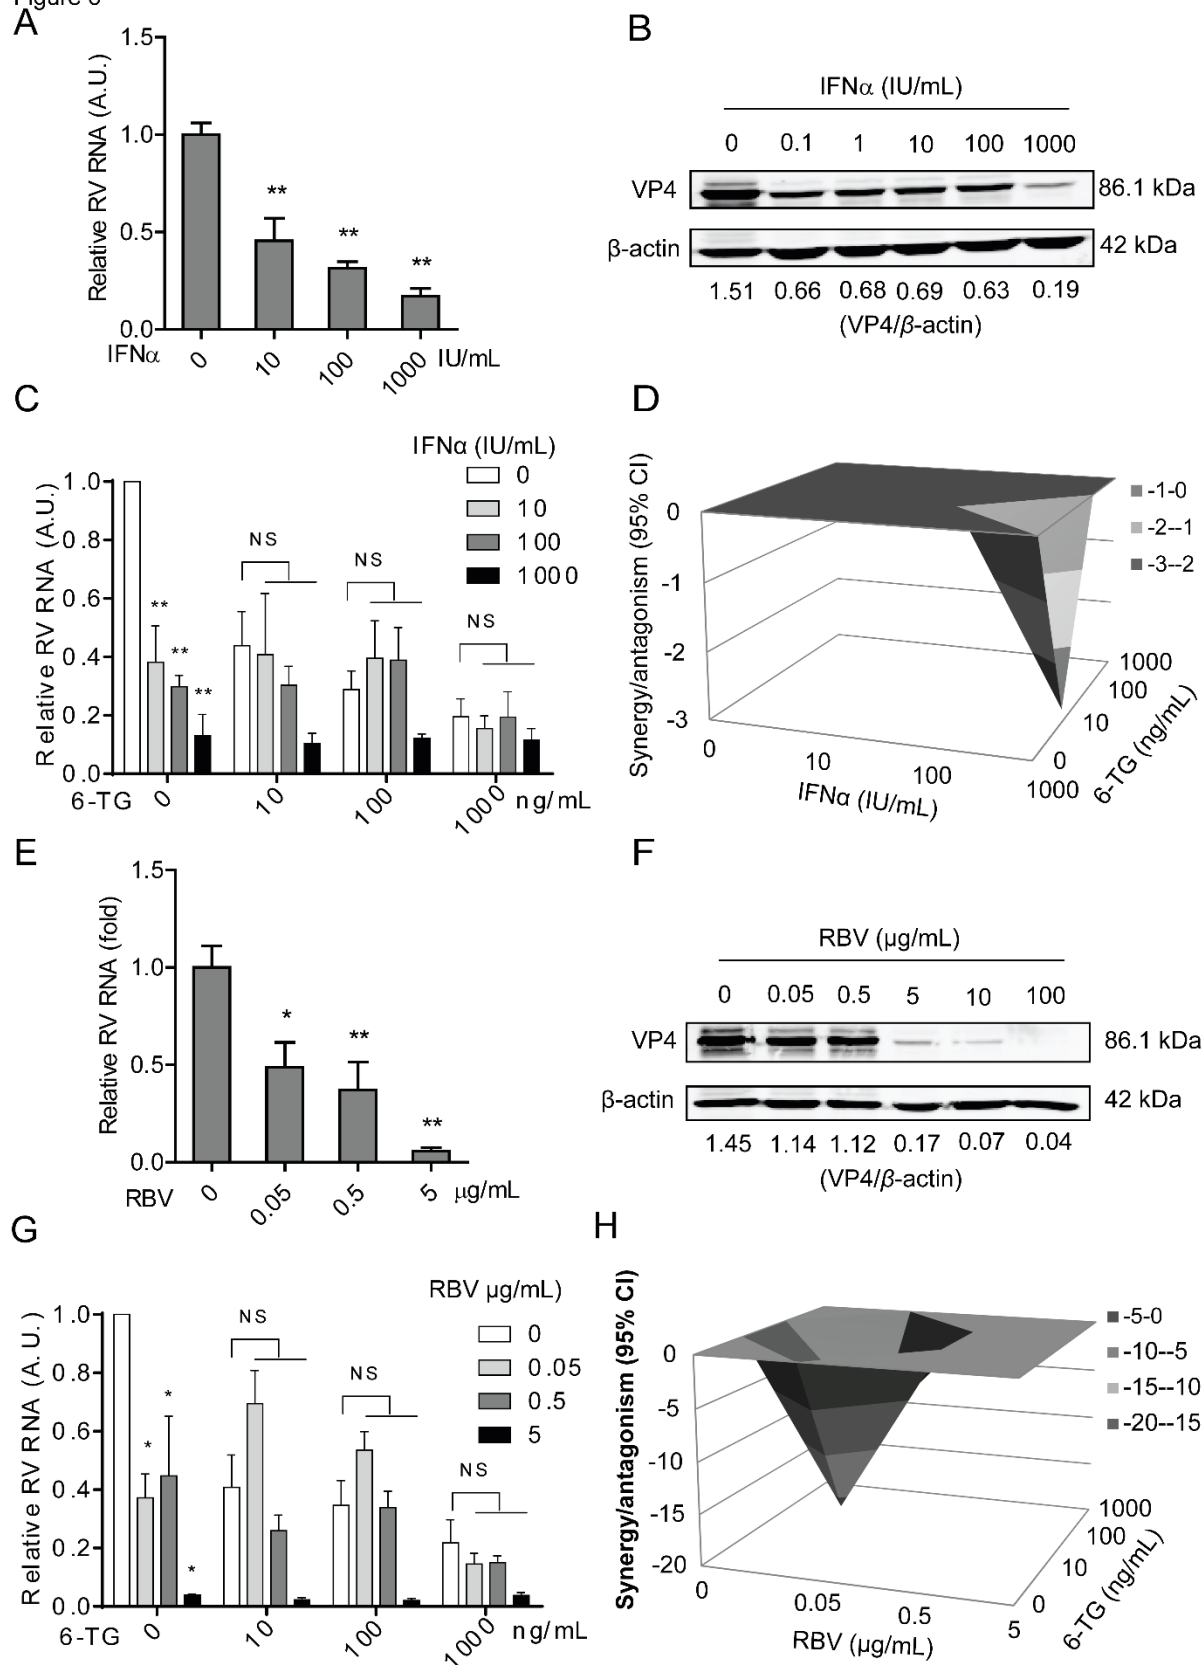 Figure 6
A
1.5
1.0
0.5
0.0
Relative RV RNA (A.U.)
**
**
**
IFNα
0
10
100
1000
IU/mL
B
IFNα (IU/mL)
0 0.1 1 10 100 1000
VP4
86.1 kDa
β-actin
42 kDa
1.51 0.66 0.68 0.69 0.63 0.19
(VP4/β-actin)
C
IFNα (IU/mL)
0
10
100
1000
1.0
0.8
0.6
0.4
0.2
0.0
Relative RV RNA (A.U.)
**
**
**
NS
NS
NS
6-TG
0
10
100
1000
ng/mL
D
Synergy/antagonism (95% CI)
0
-1
-2
-3
-1-0
-2--1
-3--2
0
10
100
1000
IFNα (IU/mL)
0
10
100
1000
6-TG (ng/mL)
E
1.5
1.0
0.5
0.0
Relative RV RNA (fold)
*
**
**
RBV
0
0.05
0.5
5
μg/mL
F
RBV (μg/mL)
0 0.05 0.5 5 10 100
VP4
86.1 kDa
β-actin
42 kDa
1.45 1.14 1.12 0.17 0.07 0.04
(VP4/β-actin)
G
RBV μg/mL)
0
0.05
0.5
5
1.0
0.8
0.6
0.4
0.2
0.0
Relative RV RNA (A.U.)
*
*
*
NS
NS
NS
6-TG
0
10
100
1000
ng/mL
H
Synergy/antagonism (95% CI)
0
-5
-10
-15
-20
-5-0
-10--5
-15--10
-20--15
0
0.05
0.5
5
RBV (μg/mL)
0
10
100
1000
6-TG (ng/mL)